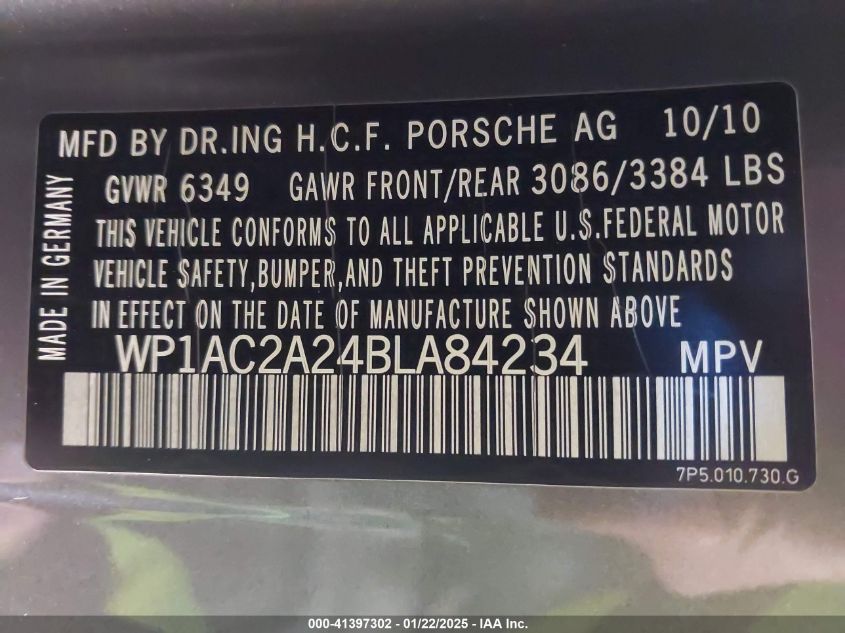 MFD BY DR.ING H.C.F. PORSCHE AG 10/10
GVWR 6349 GAWR FRONT/REAR 3086/3384 LBS
THIS VEHICLE CONFORMS TO ALL APPLICABLE U.S.FEDERAL MOTOR
VEHICLE SAFETY,BUMPER,AND THEFT PREVENTION STANDARDS
IN EFFECT ON THE DATE OF MANUFACTURE SHOWN ABOVE
WP1AC2A24BLA84234 MPV
MADE IN GERMANY
7P5.010.730.G
000-41397302 - 01/22/2025 - IAA Inc.